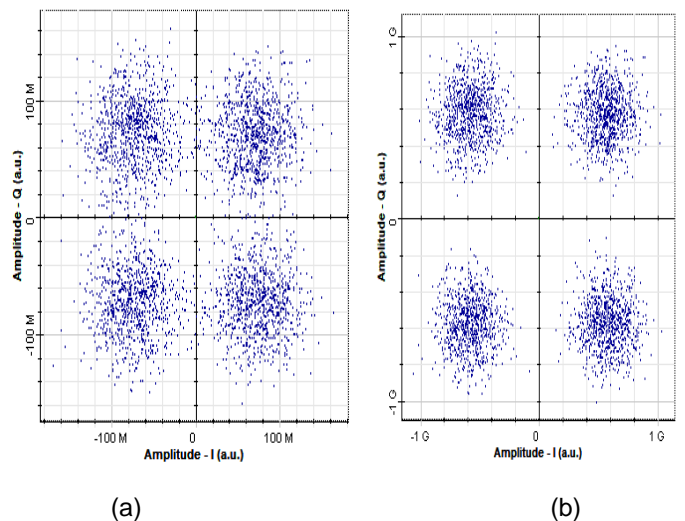 Amplitude - Q (a.u.)
100 M
0
-100 M
-100 M
0
100 M
Amplitude - I (a.u.)
(a)
Amplitude - Q (a.u.)
1 G
0
-1 G
-1 G
0
1 G
Amplitude - I (a.u.)
(b)